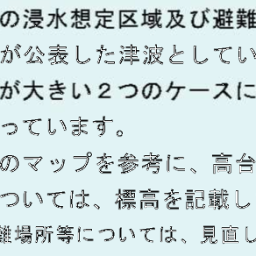 の浸水想定区域及び避難
が公表した津波としてい
が大きい２つのケースに
っています。
のマップを参考に、高台
ついては、標高を記載し
難場所等については、見直し